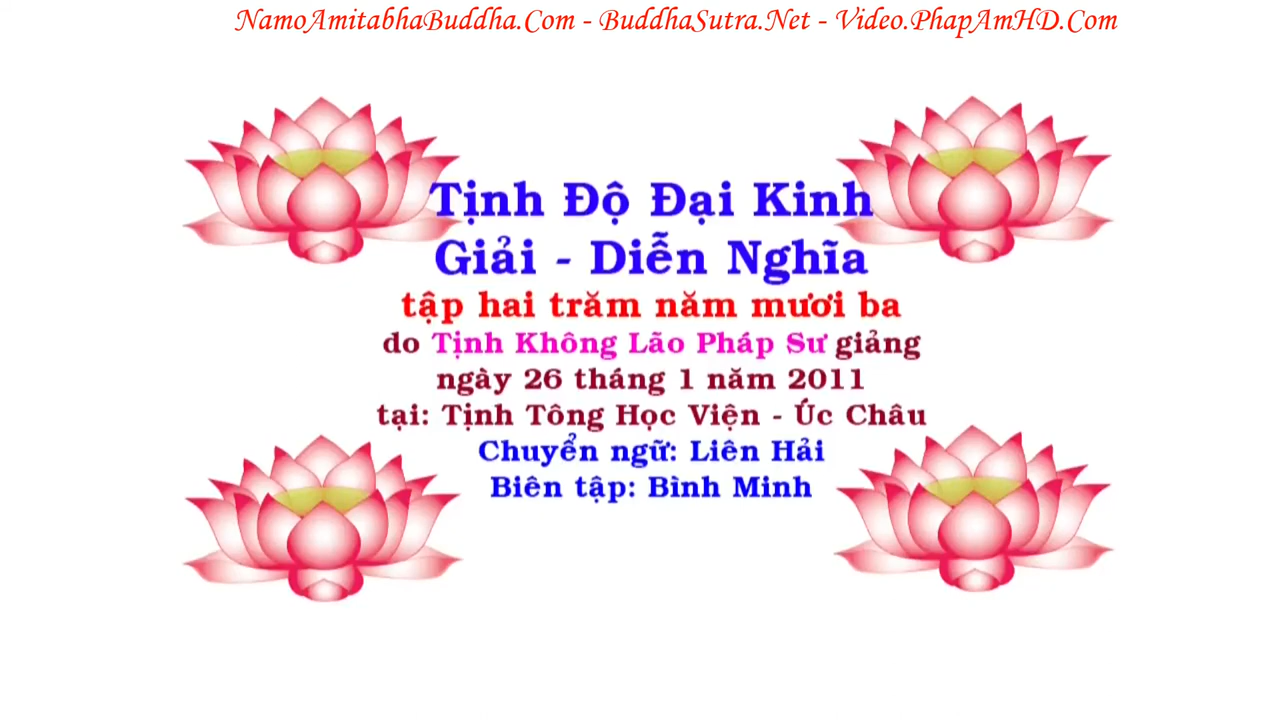 NamoAmitabhaBuddha.Com - BuddhaSutra.Net - Video.PhapAmHD.Com
Tịnh Độ Đại Kinh
Giải - Diễn Nghĩa
tập hai trăm năm mươi ba
do Tịnh Không Lão Pháp Sư giảng
ngày 26 tháng 1 năm 2011
tại: Tịnh Tông Học Viện - Úc Châu
Chuyển ngữ: Liên Hải
Biên tập: Bình Minh